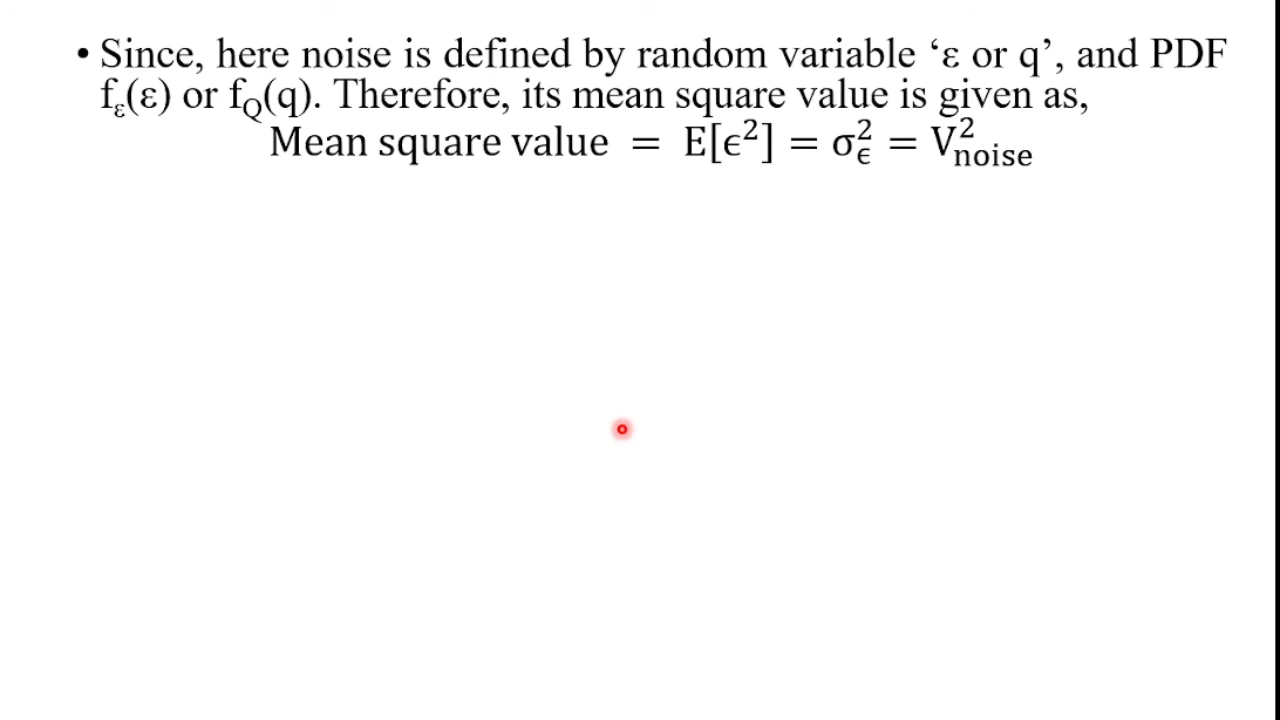 • Since, here noise is defined by random variable ‘ε or q’, and PDF
fε(ε) or fQ(q). Therefore, its mean square value is given as,
Mean square value = E[ϵ²] = σϵ² = V²noise